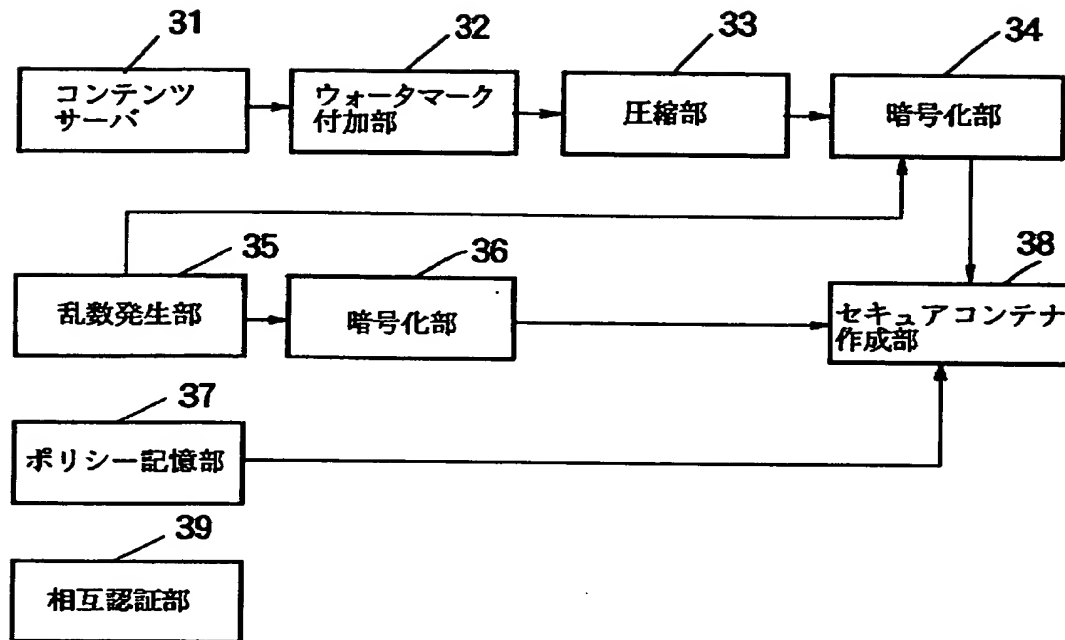 31
32
33
34
コンテンツ
サーバ
ウォータマーク
付加部
圧縮部
暗号化部
35
36
38
乱数発生部
暗号化部
セキュアコンテナ
作成部
37
ポリシー記憶部
39
相互認証部